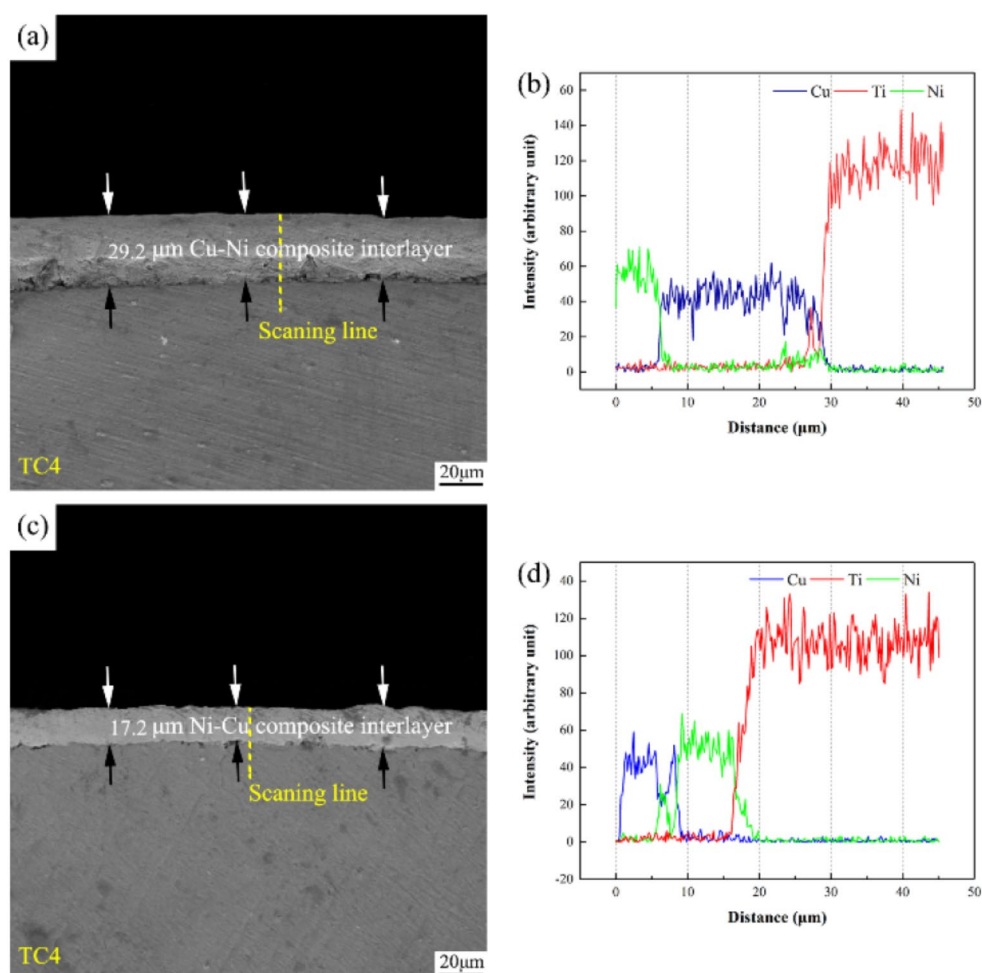 (a)
29.2 μm Cu-Ni composite interlayer
Scaning line
TC4
20μm
(b)
Cu Ti Ni
Intensity (arbitrary unit)
60
140
50
120
40
100
30
80
20
60
10
40
0
20
0
0 10 20 30 40 50
Distance (μm)
(c)
17.2 μm Ni-Cu composite interlayer
Scaning line
TC4
20μm
(d)
Cu Ti Ni
Intensity (arbitrary unit)
40
120
100
80
60
40
20
0
-20
0 10 20 30 40 50
Distance (μm)